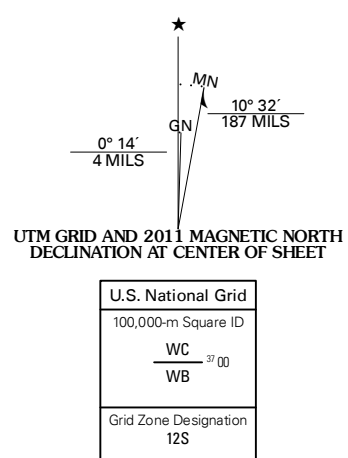 ★
MN
GN
10° 32´
187 MILS
0° 14´
4 MILS
UTM GRID AND 2011 MAGNETIC NORTH
DECLINATION AT CENTER OF SHEET
U.S. National Grid
100,000-m Square ID
WC
37 00
WB
Grid Zone Designation
12S